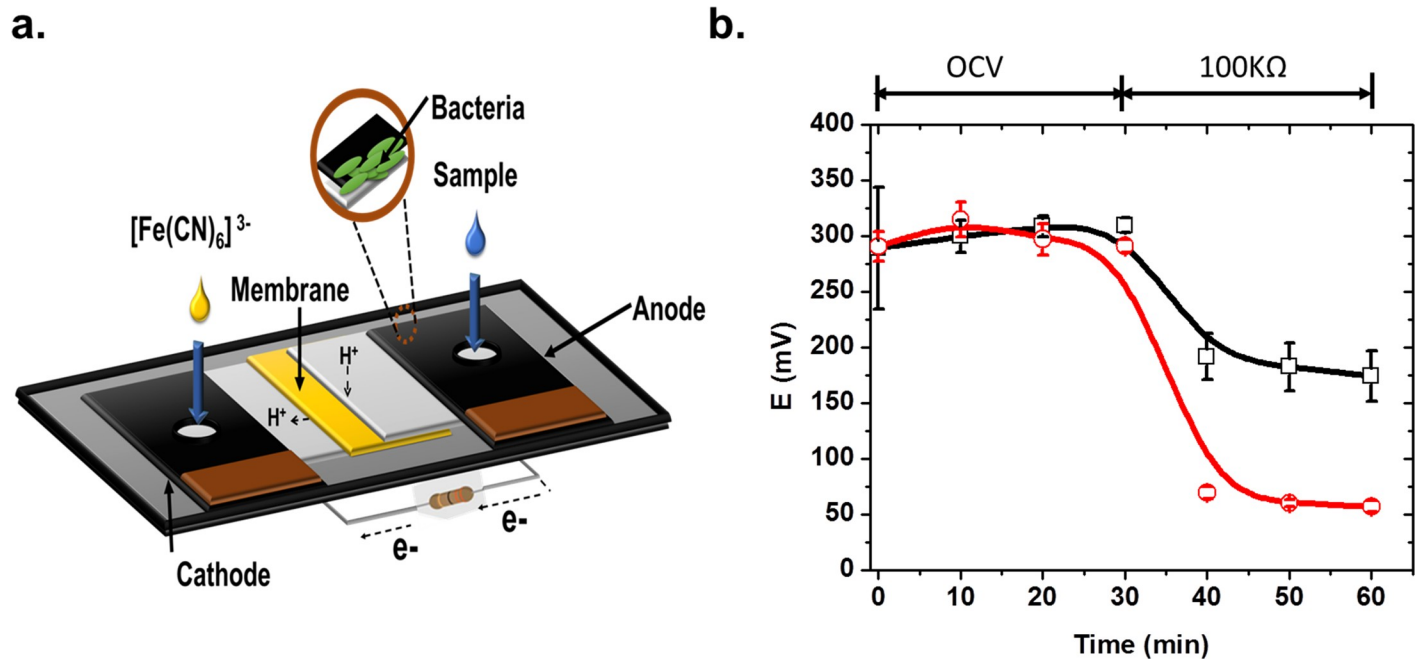 a.
Bacteria
Sample
[Fe(CN)6]3-
Membrane
Anode
H+
H+
e-
e-
Cathode
b.
OCV
100KΩ
400
350
300
250
200
150
100
50
0
E (mV)
0 10 20 30 40 50 60
Time (min)